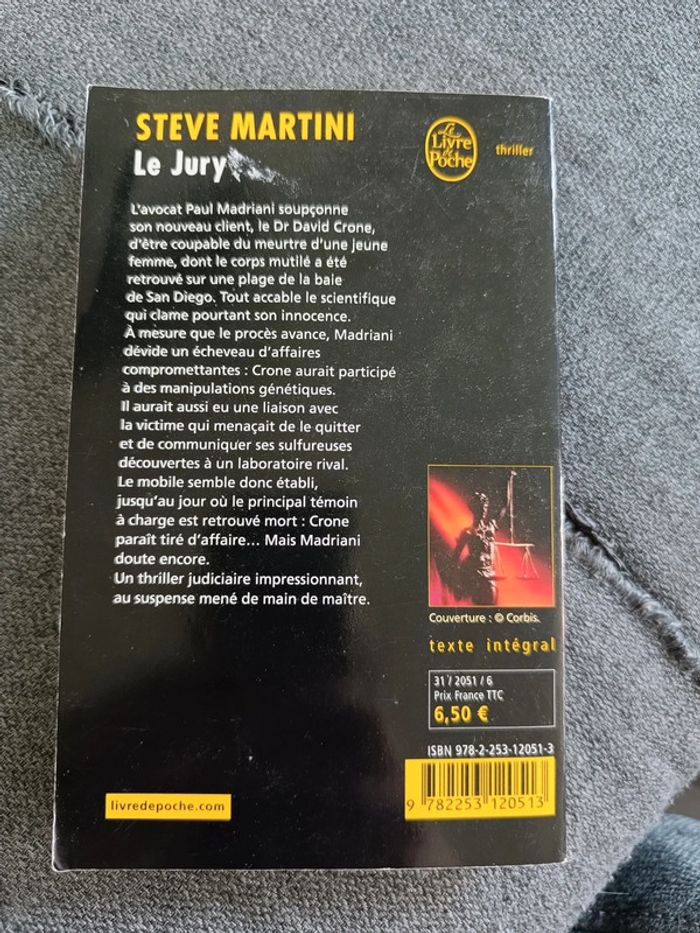 STEVE MARTINI
Le Jury
Le
Livre
de
Poche
thriller
L'avocat Paul Madriani soupçonne
son nouveau client, le Dr David Crone,
d'être coupable du meurtre d'une jeune
femme, dont le corps mutilé a été
retrouvé sur une plage de la baie
de San Diego. Tout accable le scientifique
qui clame pourtant son innocence.
À mesure que le procès avance, Madriani
dévide un écheveau d'affaires
compromettantes : Crone aurait participé
à des manipulations génétiques.
Il aurait aussi eu une liaison avec
la victime qui menaçait de le quitter
et de communiquer ses sulfureuses
découvertes à un laboratoire rival.
Le mobile semble donc établi,
jusqu'au jour où le principal témoin
à charge est retrouvé mort : Crone
paraît tiré d'affaire... Mais Madriani
doute encore.
Un thriller judiciaire impressionnant,
au suspense mené de main de maître.
Couverture : © Corbis.
texte intégral
31 / 2051 / 6
Prix France TTC
6,50 €
ISBN 978-2-253-12051-3
9 782253 120513
livredepoche.com